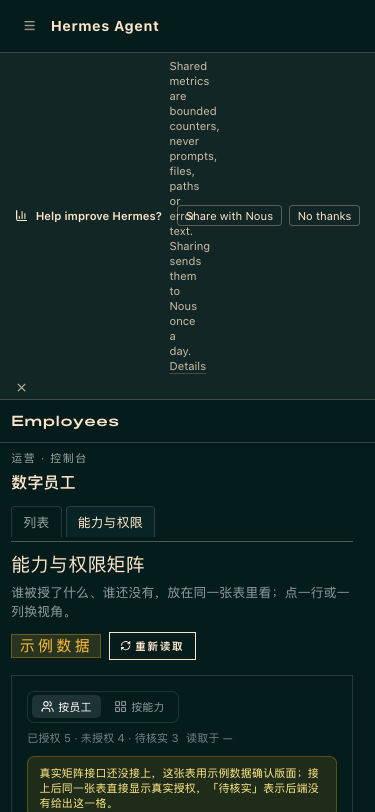 Hermes Agent
Shared
metrics
are
bounded
counters,
never
prompts,
files,
paths
or
error
text.
Sharing
sends
them
to
Nous
once
a
day.
Details
Help improve Hermes?
Share with Nous
No thanks
Employees
运营 · 控制台
数字员工
列表 能力与权限
能力与权限矩阵
谁被授了什么、谁还没有，放在同一张表里看；点一行或一
列换视角。
示例数据 重新读取
按员工 按能力
已授权 5 · 未授权 4 · 待核实 3 读取于 —
真实矩阵接口还没接上，这张表用示例数据确认版面；接
上后同一张表直接显示真实授权，「待核实」表示后端没
有给出这一格。